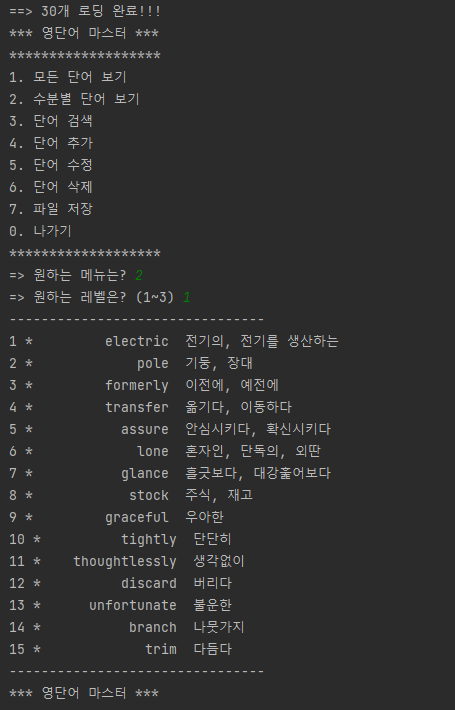 ==> 30개 로딩 완료!!!
*** 영단어 마스터 ***
*******************
1. 모든 단어 보기
2. 수분별 단어 보기
3. 단어 검색
4. 단어 추가
5. 단어 수정
6. 단어 삭제
7. 파일 저장
0. 나가기
*******************
=> 원하는 메뉴는? 2
=> 원하는 레벨은? (1~3) 1
--------------------------------
1 * electric 전기의, 전기를 생산하는
2 * pole 기둥, 장대
3 * formerly 이전에, 예전에
4 * transfer 옮기다, 이동하다
5 * assure 안심시키다, 확신시키다
6 * lone 혼자인, 단독의, 외딴
7 * glance 흘긋보다, 대강훑어보다
8 * stock 주식, 재고
9 * graceful 우아한
10 * tightly 단단히
11 * thoughtlessly 생각없이
12 * discard 버리다
13 * unfortunate 불운한
14 * branch 나뭇가지
15 * trim 다듬다
--------------------------------
*** 영단어 마스터 ***